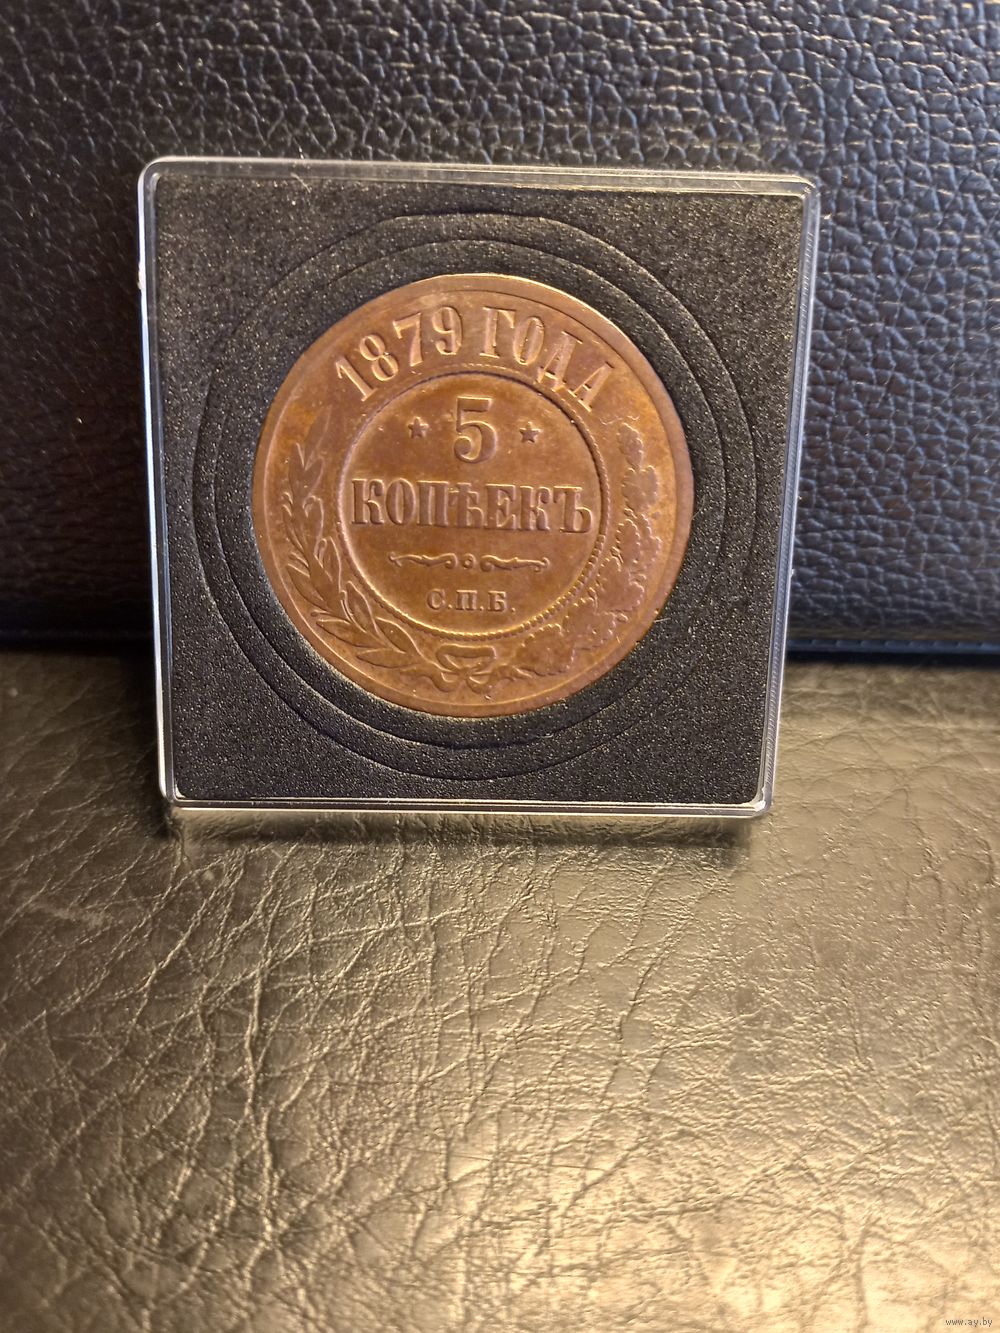 1879 ГОДА
★ 5 ★
КОПѢЕКЪ
С.П.Б.
www.ay.by